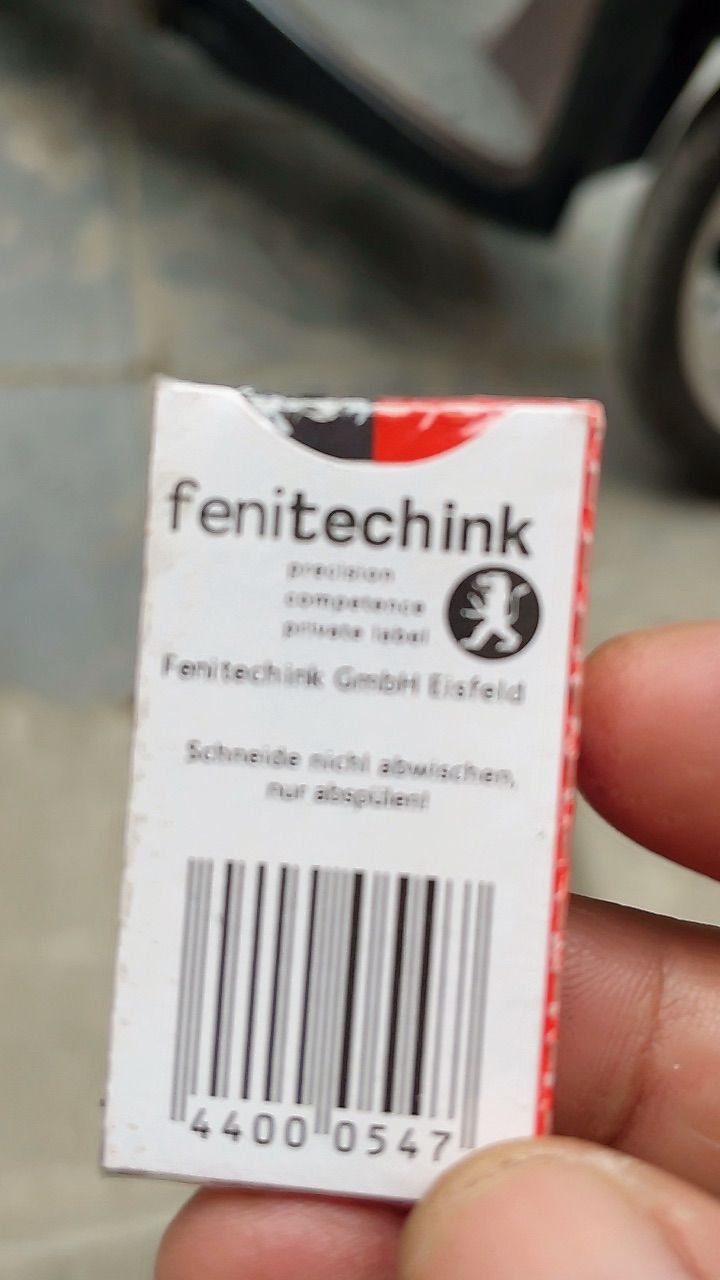 fenitechink
precision
competence
private label
Fenitechink GmbH Eisfeld
Schneide nicht abwischen,
nur abspülen!
4400 0547